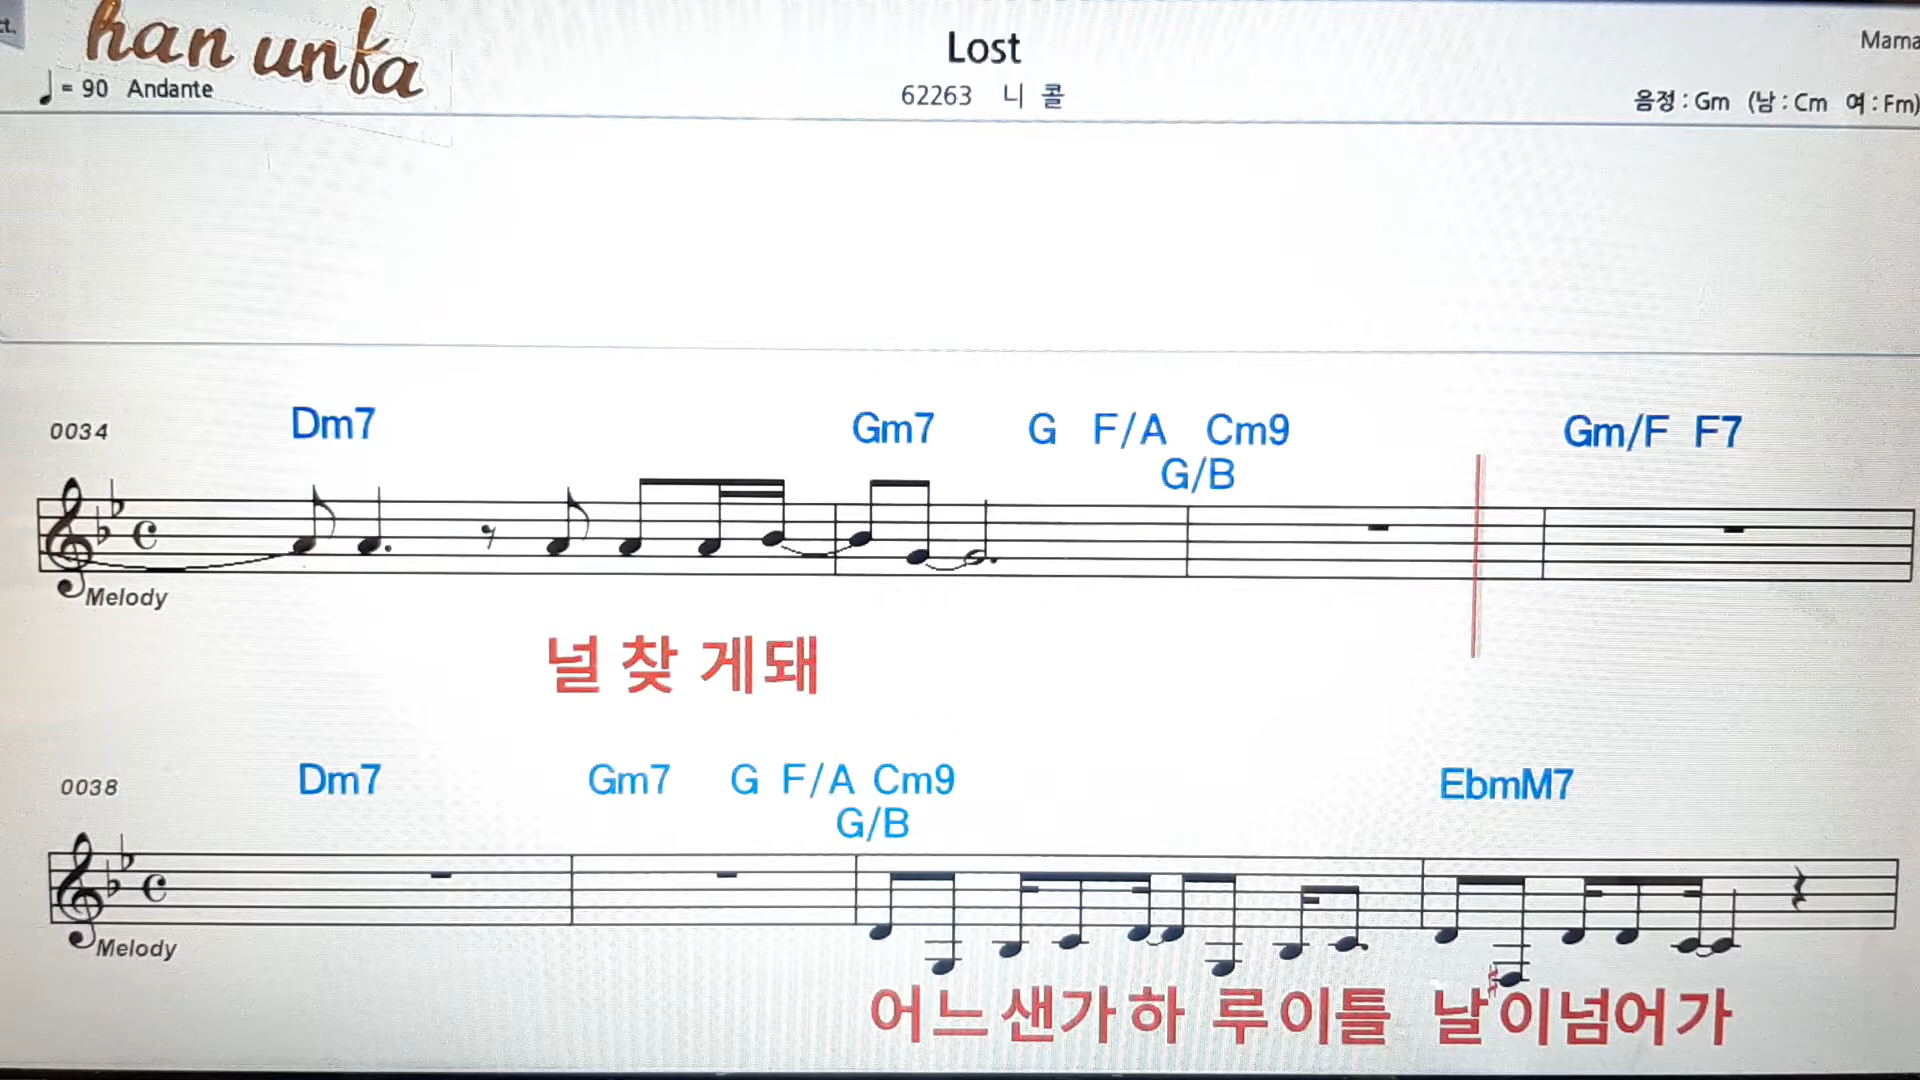 han unfa
Lost
Mama
♩ = 90 Andante
62263 니 콜
음정 : Gm (남 : Cm 여 : Fm)
0034 Dm7 Gm7 G F/A Cm9 Gm/F F7
G/B
Melody
널 찾 게돼
0038 Dm7 Gm7 G F/A Cm9 EbmM7
G/B
Melody
어느샌가하 루이틀 날이넘어가